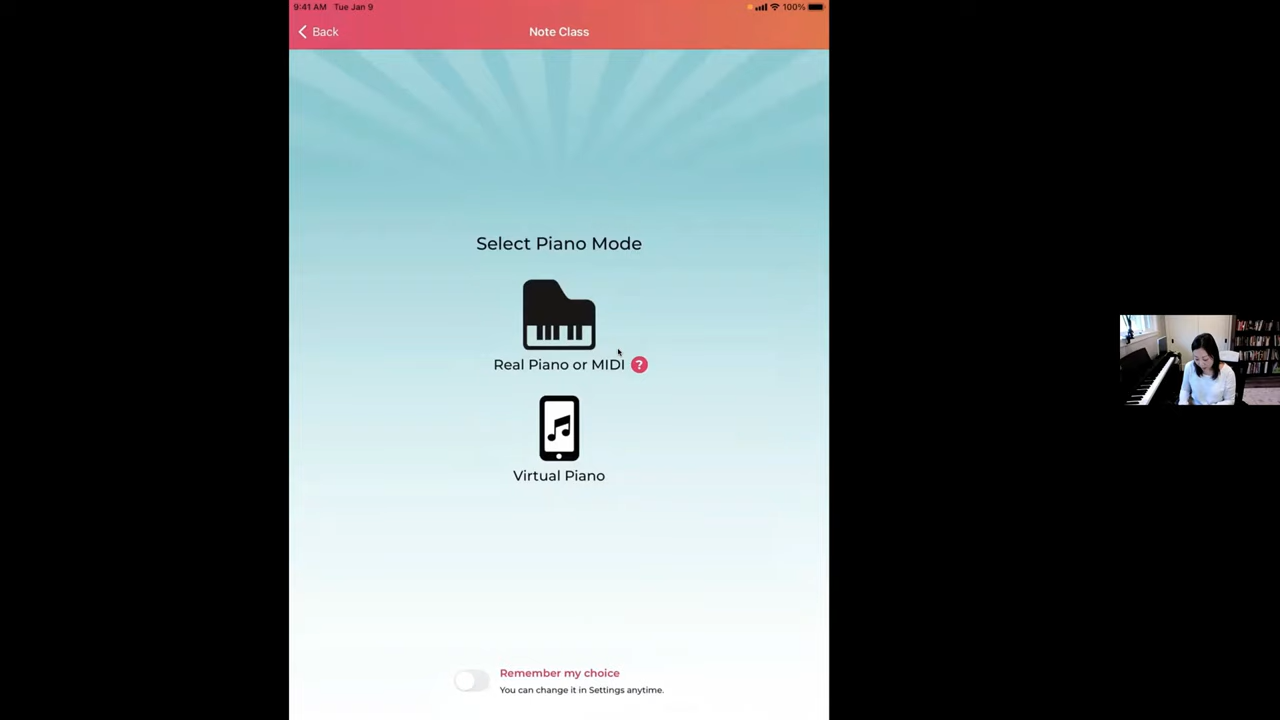 9:41 AM Tue Jan 9
100%
Back
Note Class
Select Piano Mode
Real Piano or MIDI ?
Virtual Piano
Remember my choice
You can change it in Settings anytime.